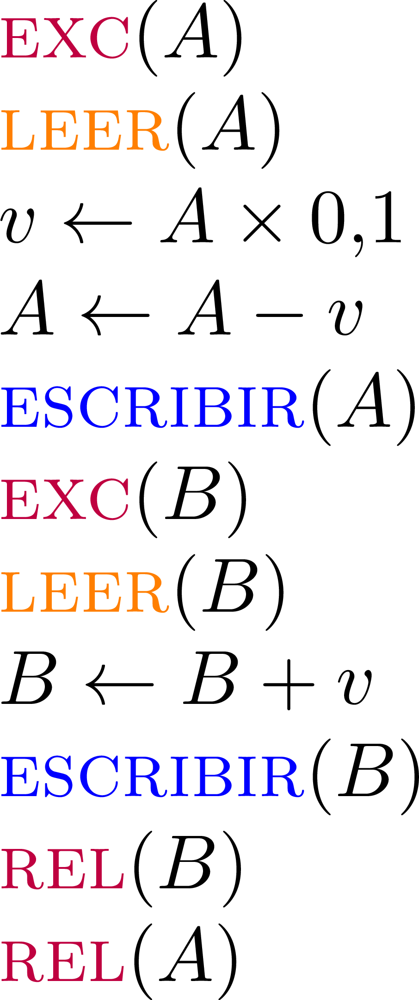 EXC(A)
LEER(A)
v ← A × 0,1
A ← A − v
ESCRIBIR(A)
EXC(B)
LEER(B)
B ← B + v
ESCRIBIR(B)
REL(B)
REL(A)